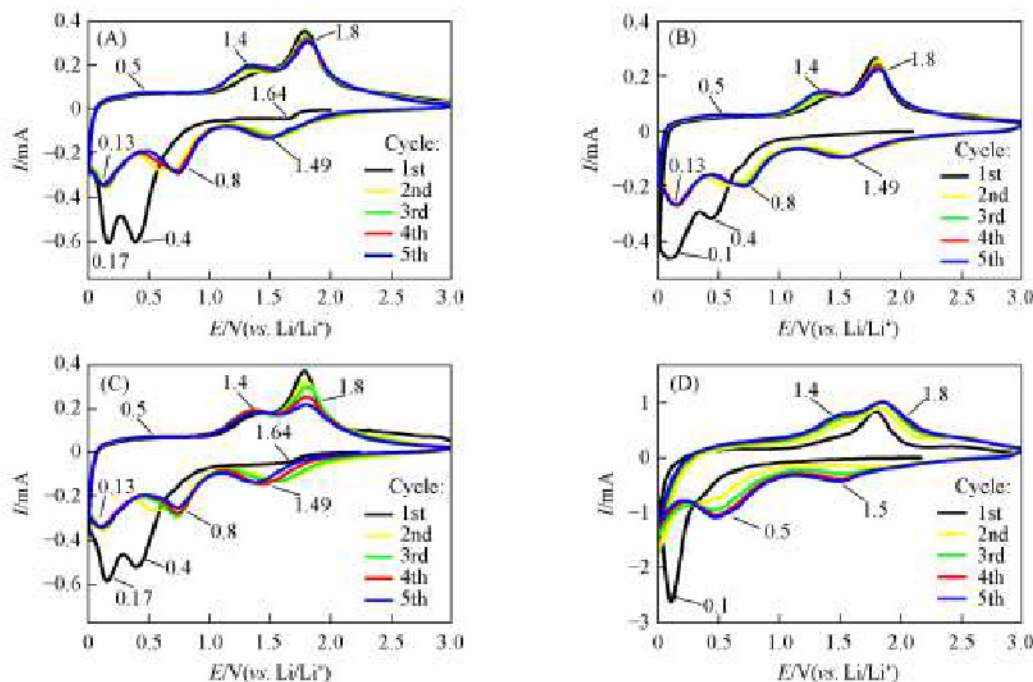 (A)
0.4
0.2
0
−0.2
−0.4
−0.6
I/mA
0.5
1.4
1.8
1.64
0.13
1.49
0.8
0.4
0.17
Cycle:
1st
2nd
3rd
4th
5th
0 0.5 1.0 1.5 2.0 3.0
E/V(vs. Li/Li⁺)
(B)
0.4
0.2
0
−0.2
−0.4
I/mA
0.5
1.4
1.8
0.13
1.49
0.8
0.4
0.1
Cycle:
1st
2nd
3rd
4th
5th
0 0.5 1.0 1.5 2.0 3.0
E/V(vs. Li/Li⁺)
(C)
0.4
0.2
0
−0.2
−0.4
−0.6
I/mA
0.5
1.4
1.8
1.64
0.13
1.49
0.8
0.4
0.17
Cycle:
1st
2nd
3rd
4th
5th
0 0.5 1.0 1.5 2.0 3.0
E/V(vs. Li/Li⁺)
(D)
1
0
−1
−2
−3
I/mA
1.4
1.8
1.5
0.5
0.1
Cycle:
1st
2nd
3rd
4th
5th
0 0.5 1.0 1.5 2.0 3.0
E/V(vs. Li/Li⁺)